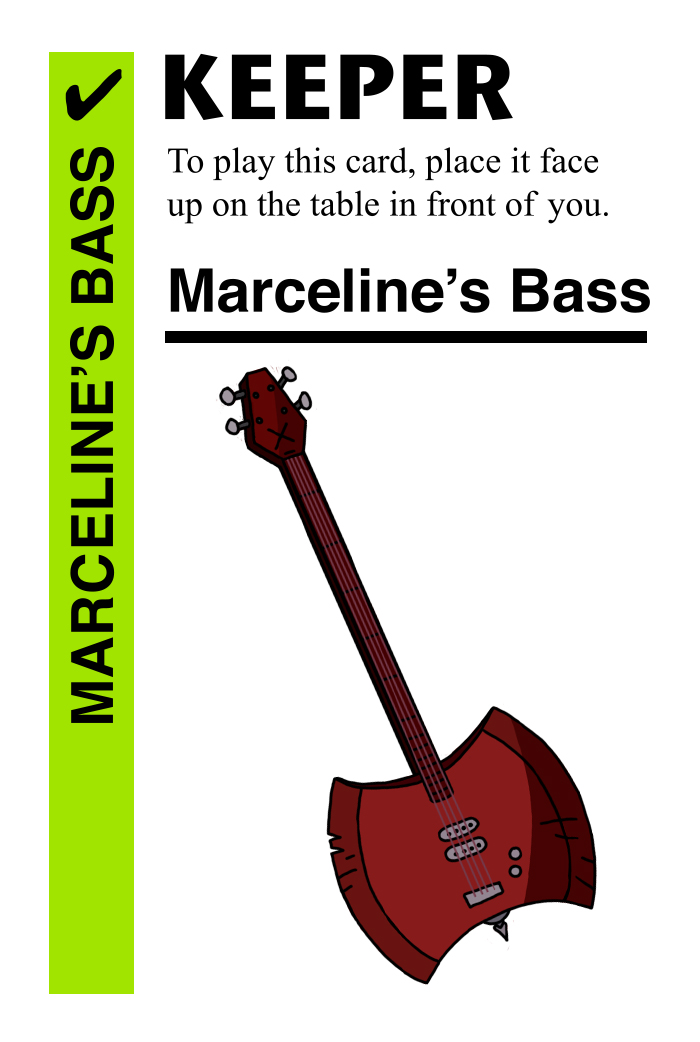 ✔ MARCELINE’S BASS
KEEPER
To play this card, place it face
up on the table in front of you.
Marceline’s Bass